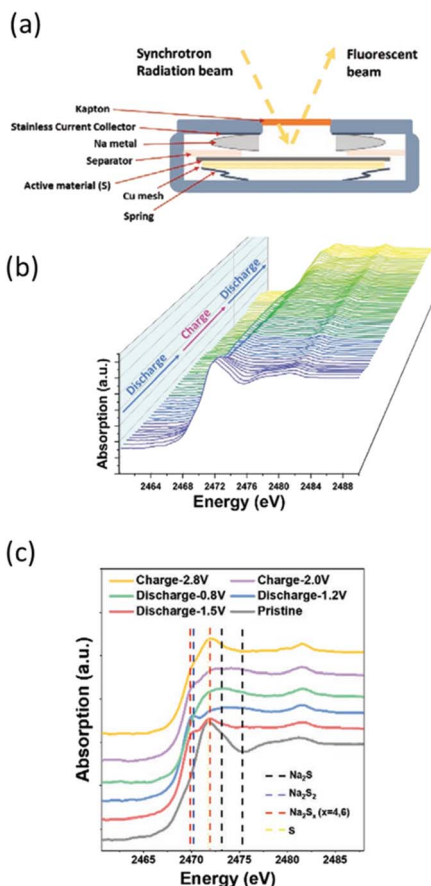 (a)
Synchrotron
Radiation beam
Fluorescent
beam
Kapton
Stainless Current Collector
Na metal
Separator
Active material (S)
Cu mesh
Spring
(b)
Discharge
Charge
Discharge
Absorption (a.u.)
2464 2468 2472 2476 2480 2484 2488
Energy (eV)
(c)
Charge-2.8V Charge-2.0V
Discharge-0.8V Discharge-1.2V
Discharge-1.5V Pristine
Absorption (a.u.)
Na₂S
Na₂S₂
Na₂Sₓ (x=4,6)
S
2465 2470 2475 2480 2485
Energy (eV)